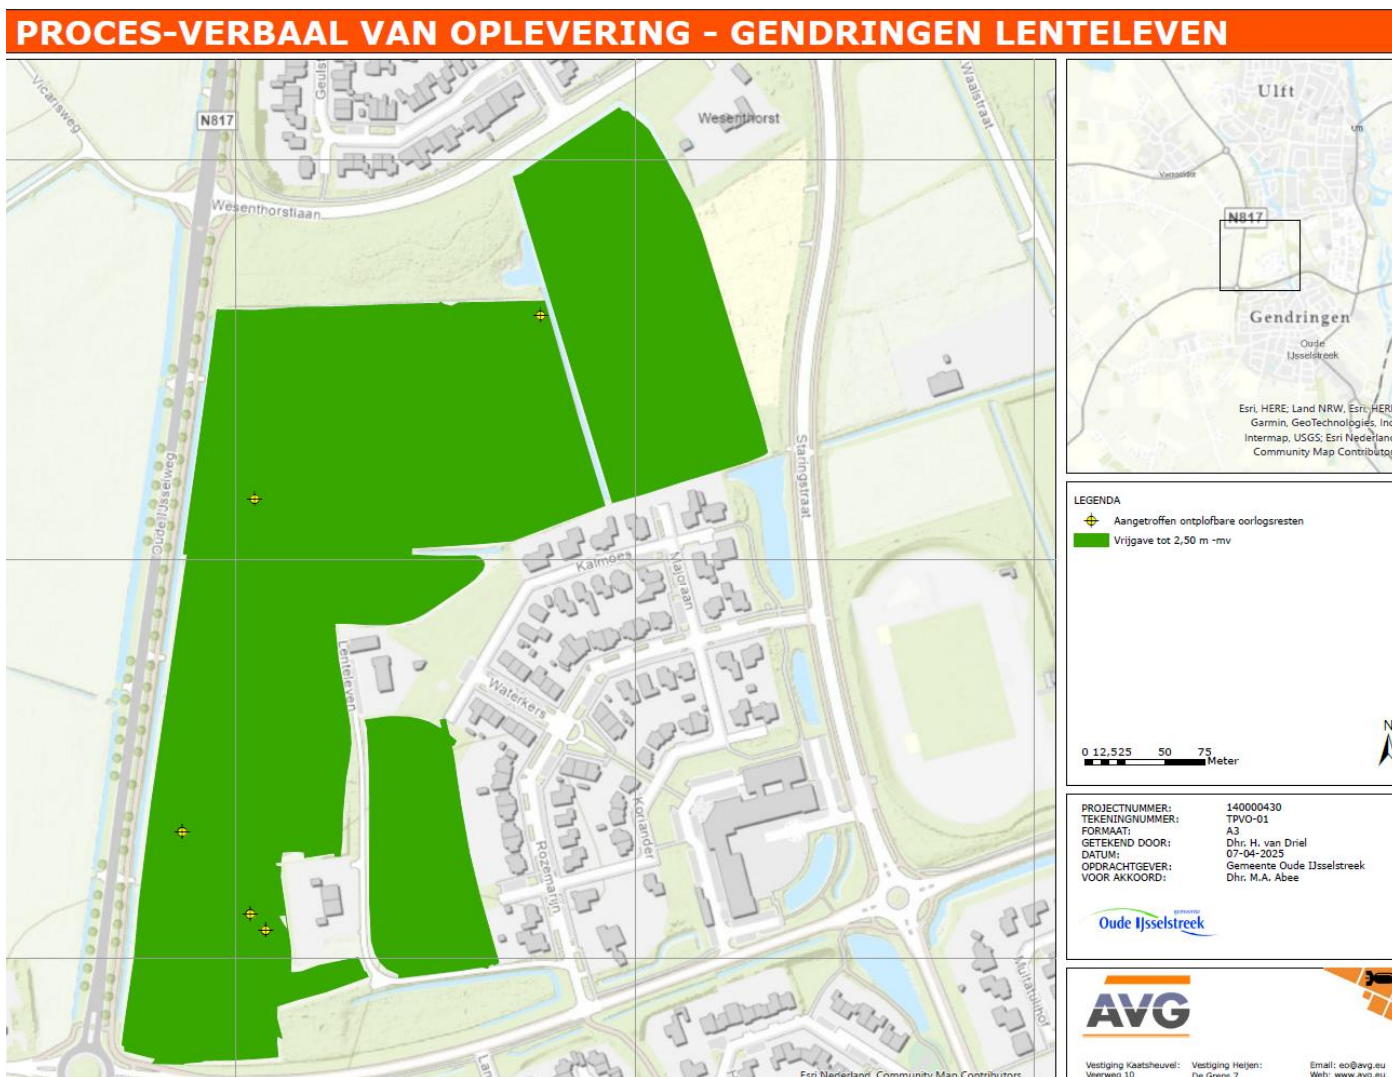 PROCES-VERBAAL VAN OPLEVERING - GENDRINGEN LENTELEVEN
Vicarisweg
N817
Geulst
Wesenthorstlaan
Wesenthorst
Waalstraat
Oude IJsselweg
Staringstraat
Kalmoes
Majoraan
Lenteleven
Waterkers
Koriander
Rozemarijn
Multatulihof
Lan
Esri Nederland, Community Map Contributors
Ulft
um
N817
Gendringen
Oude
IJsselstreek
Esri, HERE; Land NRW, Esri, HERE
Garmin, GeoTechnologies, Inc
Intermap, USGS; Esri Nederland
Community Map Contributor
LEGENDA
Aangetroffen ontplofbare oorlogsresten
Vrijgave tot 2,50 m -mv
N
0 12,525 50 75
Meter
PROJECTNUMMER: 140000430
TEKENINGNUMMER: TPVO-01
FORMAAT: A3
GETEKEND DOOR: Dhr. H. van Driel
DATUM: 07-04-2025
OPDRACHTGEVER: Gemeente Oude IJsselstreek
VOOR AKKOORD: Dhr. M.A. Abee
gemeente
Oude IJsselstreek
AVG
Vestiging Kaatsheuvel: Vestiging Heijen: Email: eo@avg.eu
Veerweg 10 De Grens 7 Web: www.avg.eu